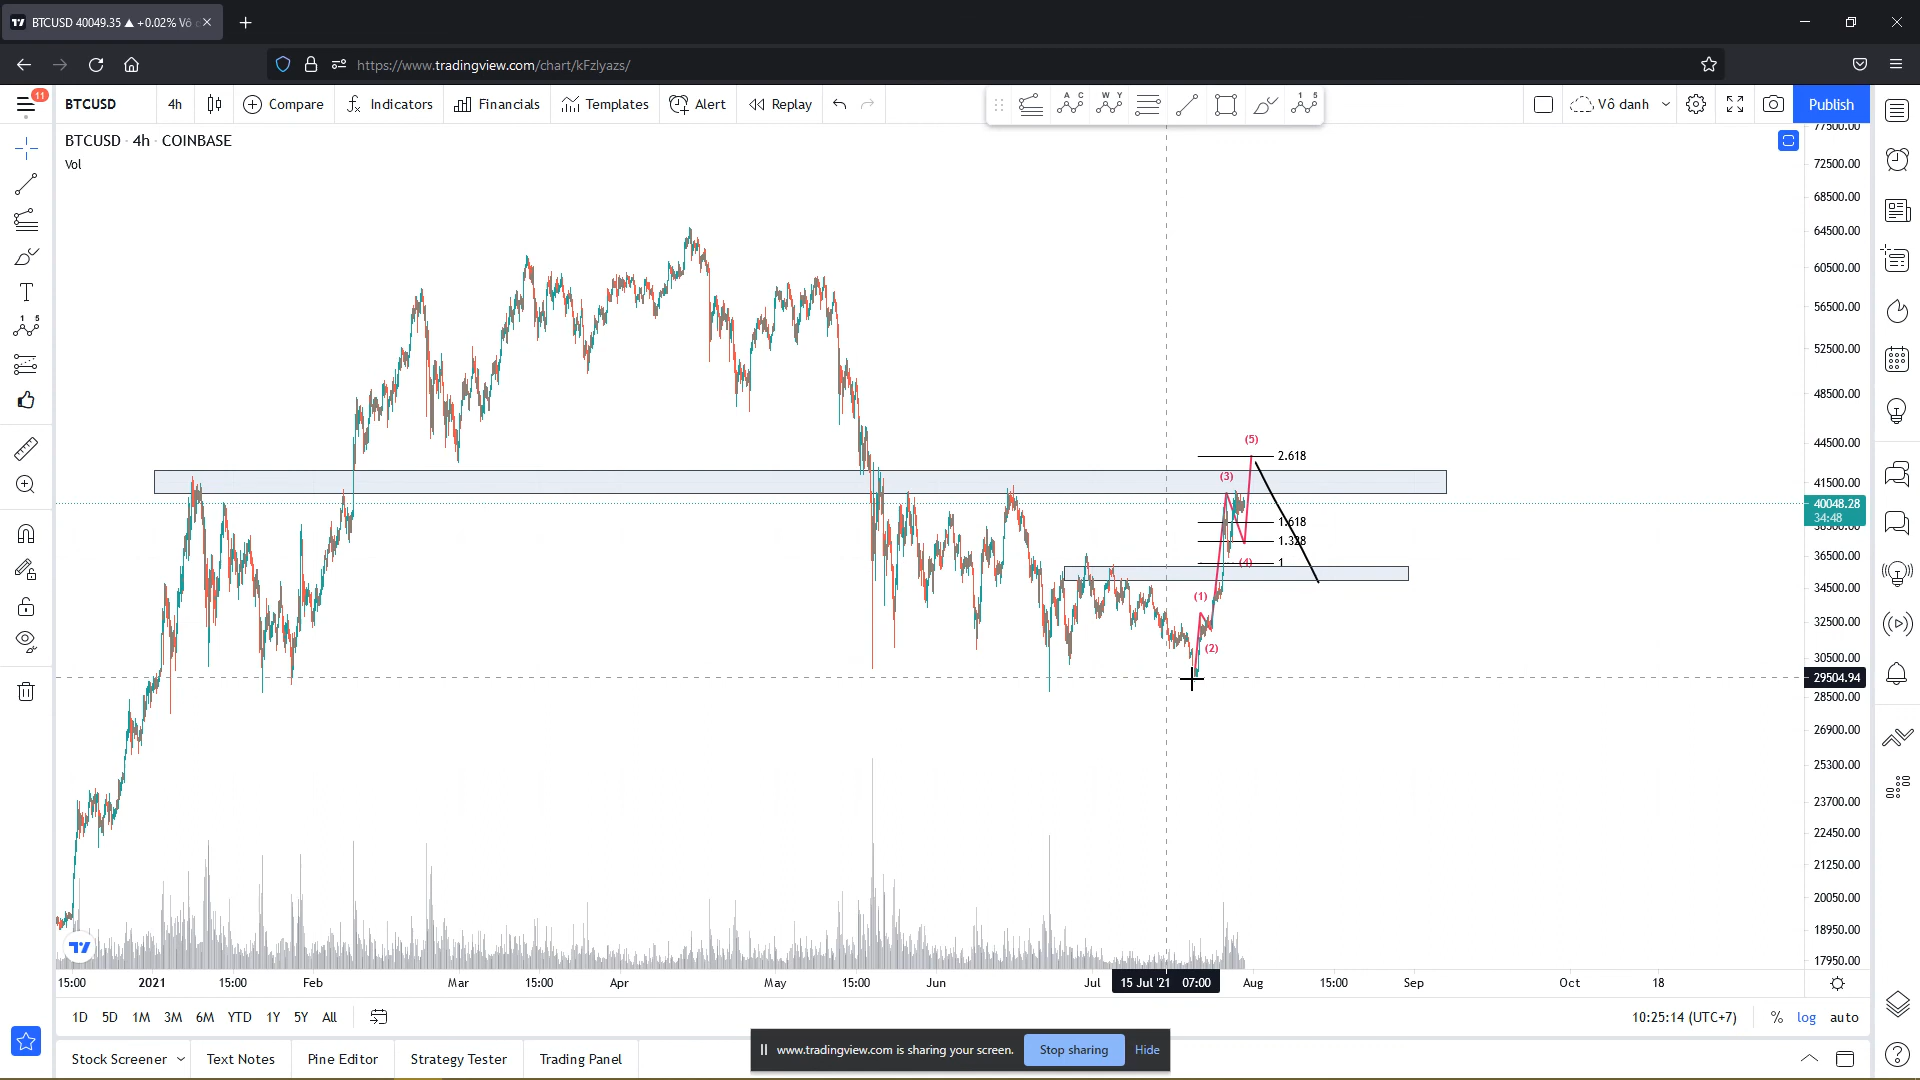 BTCUSD 40049.35 ▲ +0.02% Vô
https://www.tradingview.com/chart/kFzlyazs/
11
BTCUSD
4h
Compare
Indicators
Financials
Templates
Alert
Replay
Vô danh
Publish
BTCUSD · 4h · COINBASE
Vol
77500.00
72500.00
68500.00
64500.00
60500.00
56500.00
52500.00
48500.00
44500.00
41500.00
40048.28
34:48
36500.00
34500.00
32500.00
30500.00
29504.94
28500.00
26900.00
25300.00
23700.00
22450.00
21250.00
20050.00
18950.00
17950.00
(5)
2.618
(3)
1.618
1.328
(4)
1
(1)
(2)
15:00
2021
15:00
Feb
Mar
15:00
Apr
May
15:00
Jun
Jul
15 Jul '21 07:00
Aug
15:00
Sep
Oct
18
1D 5D 1M 3M 6M YTD 1Y 5Y All
10:25:14 (UTC+7)
% log auto
Stock Screener
Text Notes
Pine Editor
Strategy Tester
Trading Panel
www.tradingview.com is sharing your screen.
Stop sharing
Hide